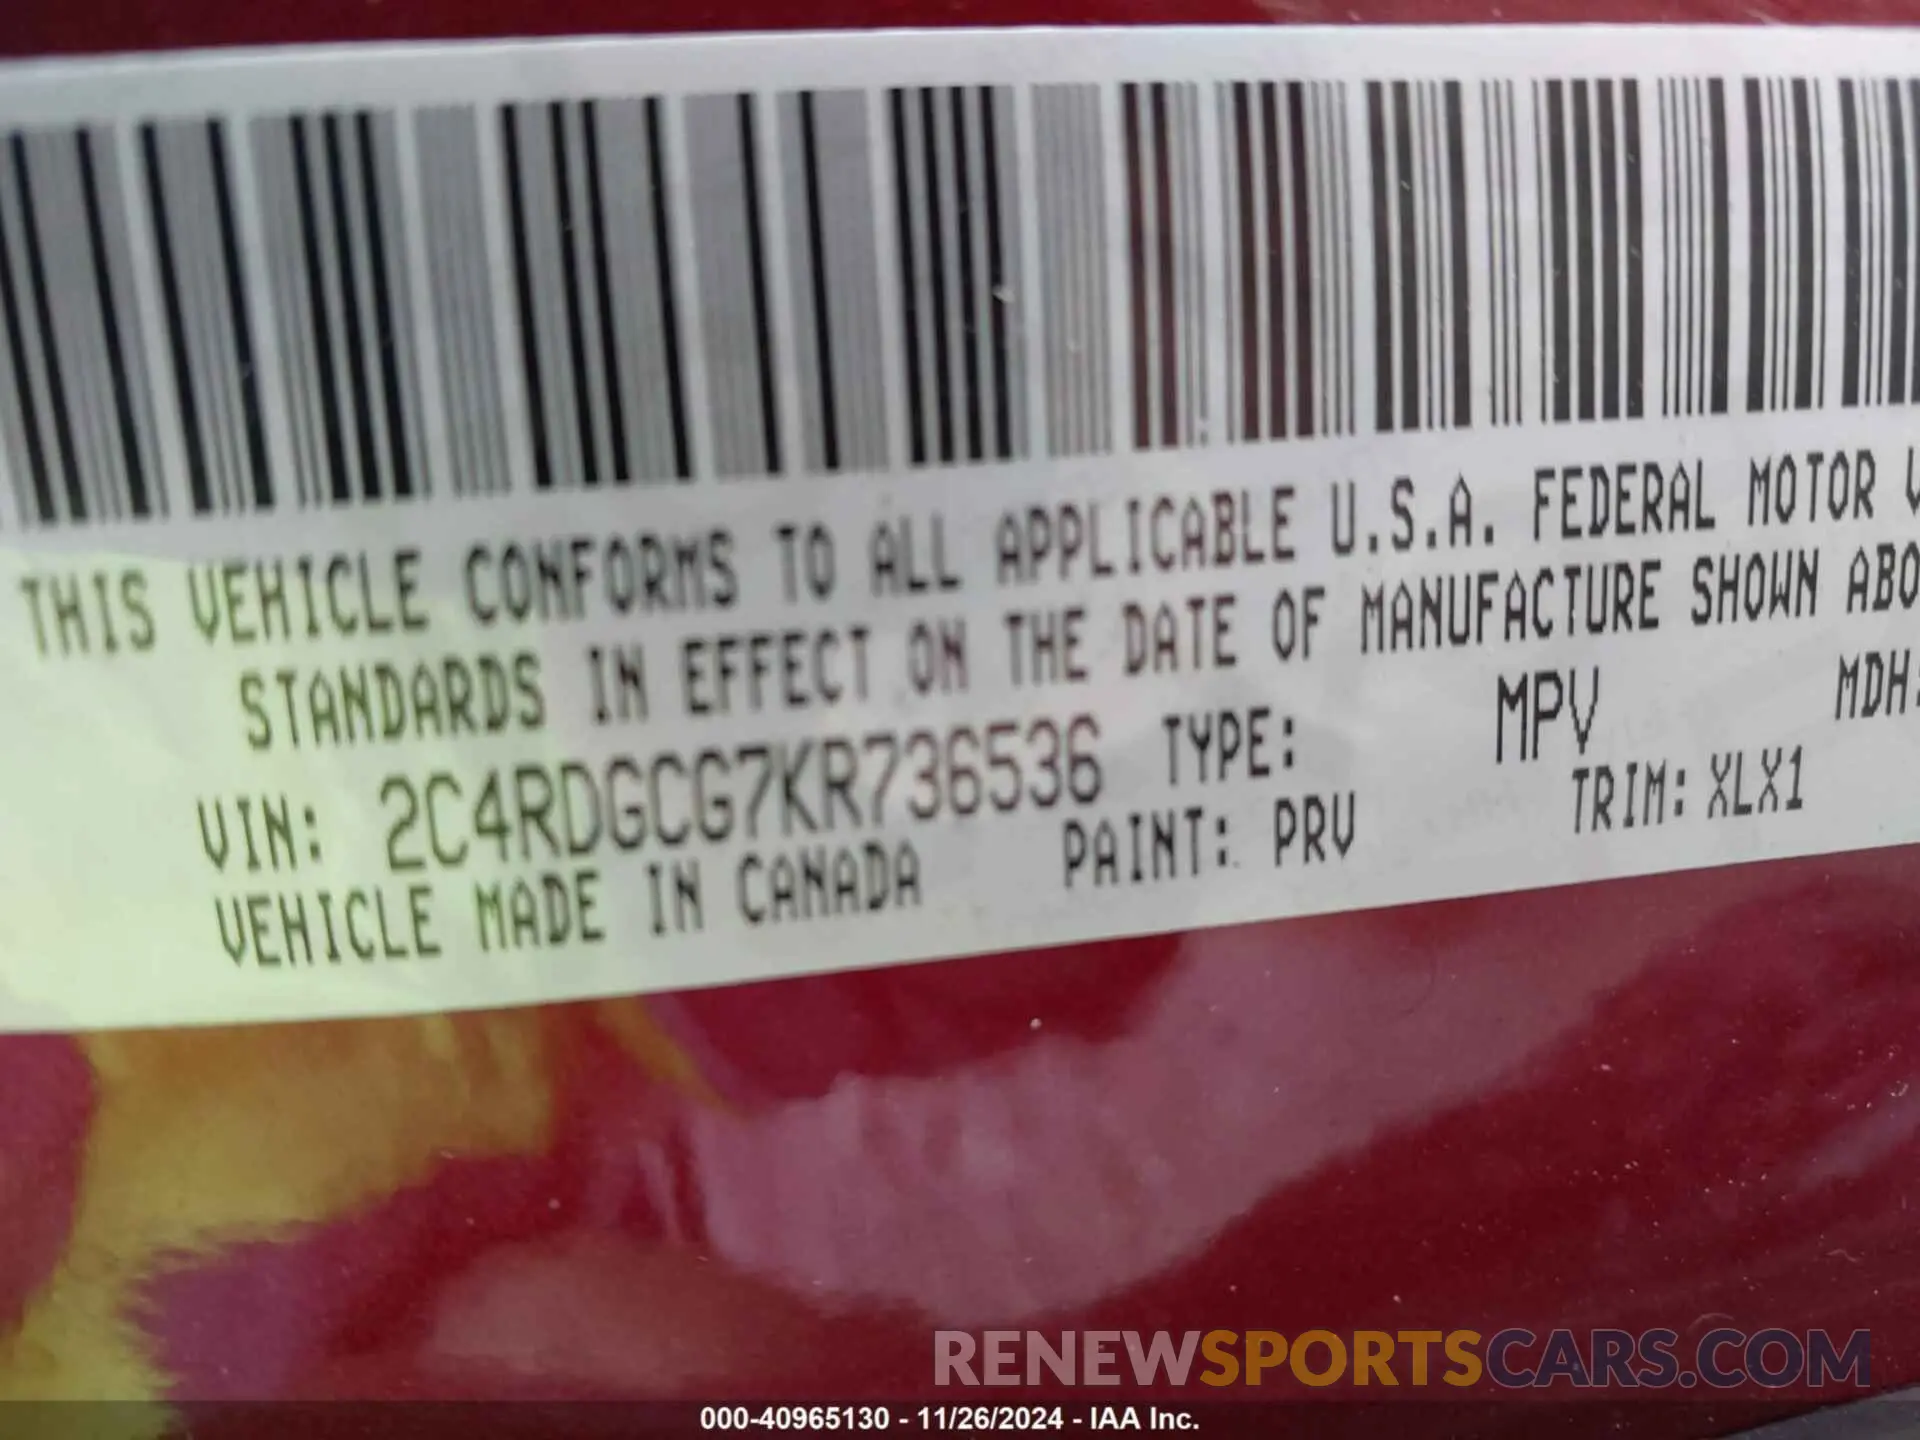 THIS VEHICLE CONFORMS TO ALL APPLICABLE U.S.A. FEDERAL MOTOR V
STANDARDS IN EFFECT ON THE DATE OF MANUFACTURE SHOWN ABO
VIN: 2C4RDGCG7KR736536 TYPE: MPV MDH:
VEHICLE MADE IN CANADA PAINT: PRV TRIM: XLX1
RENEWSPORTSCARS.COM
000-40965130 - 11/26/2024 - IAA Inc.